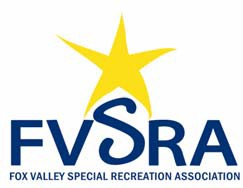 FVSRA
FOX VALLEY SPECIAL RECREATION ASSOCIATION